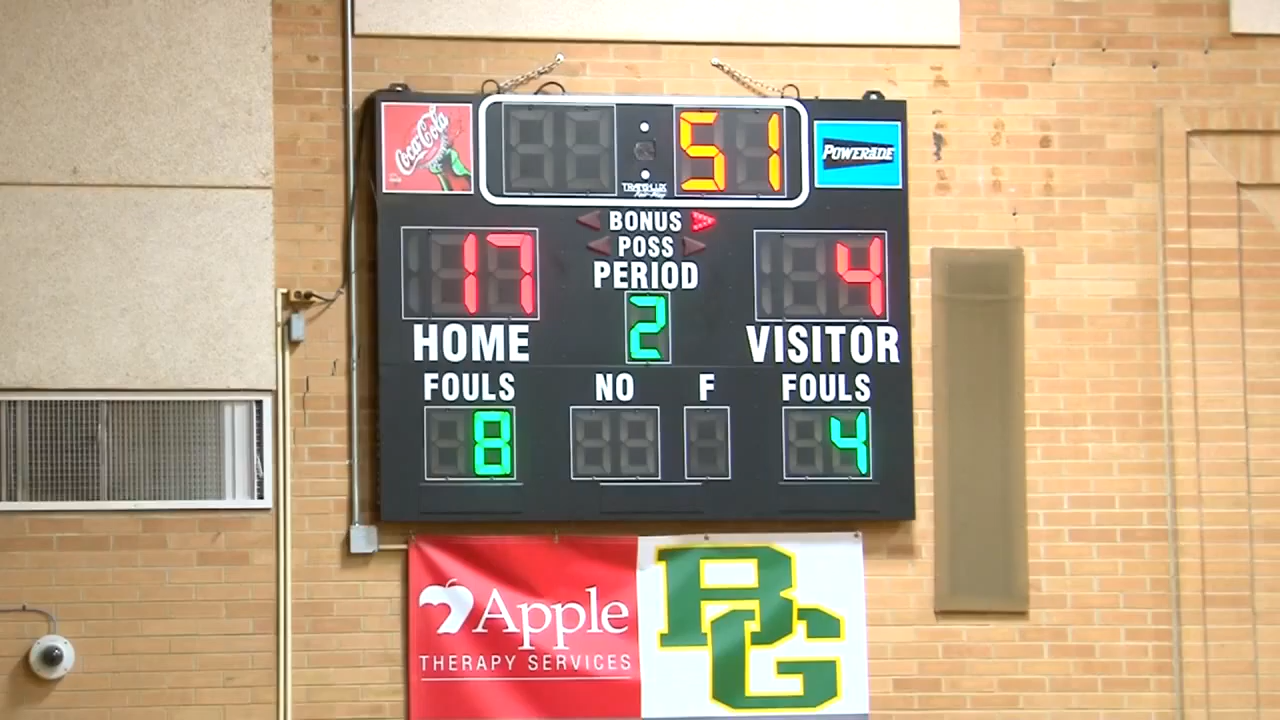 Coca-Cola
51
POWERADE
BONUS
POSS
PERIOD
17
2
4
HOME
VISITOR
FOULS
NO
F
FOULS
8
4
Apple
THERAPY SERVICES
BG